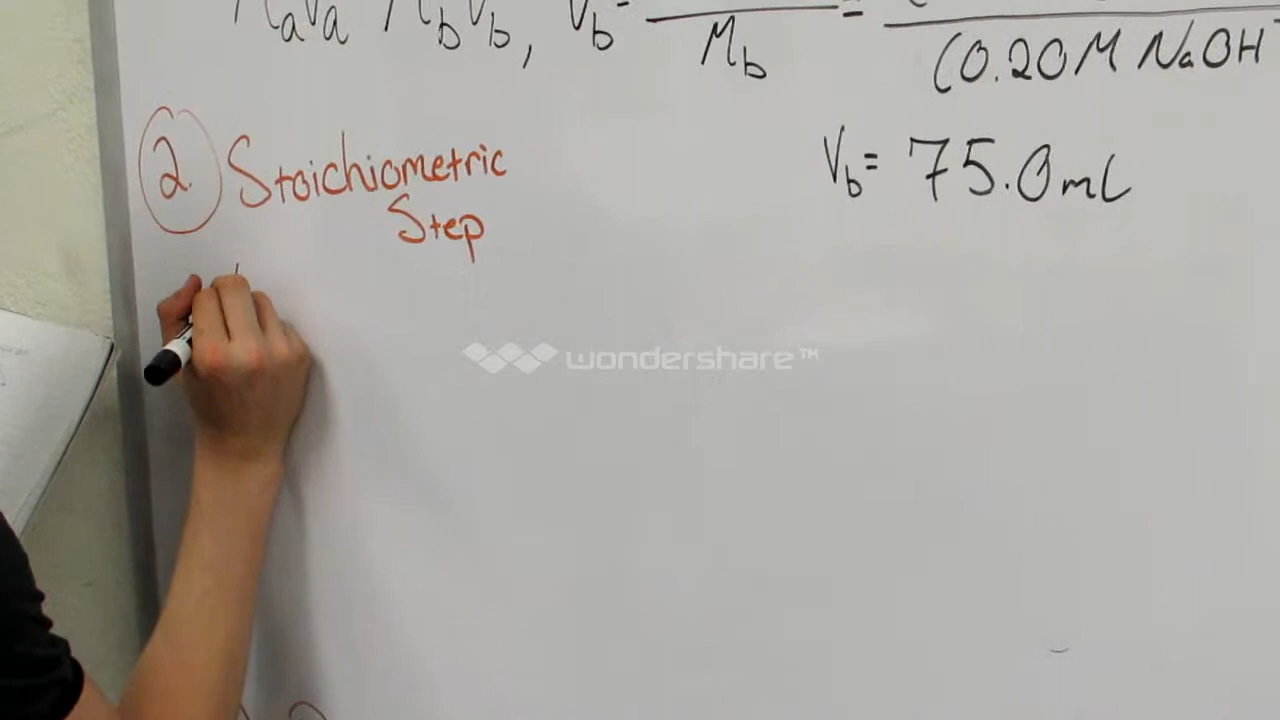 MaVa MbVb, Vb = Mb = (0.20M NaOH
2. Stoichiometric
Step
Vb = 75.0mL
wondershare™